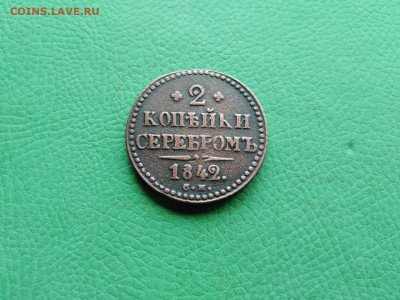 COINS.LAVE.RU
2
КОПѢЙКИ
СЕРЕБРОМЪ
1842.
С.М.